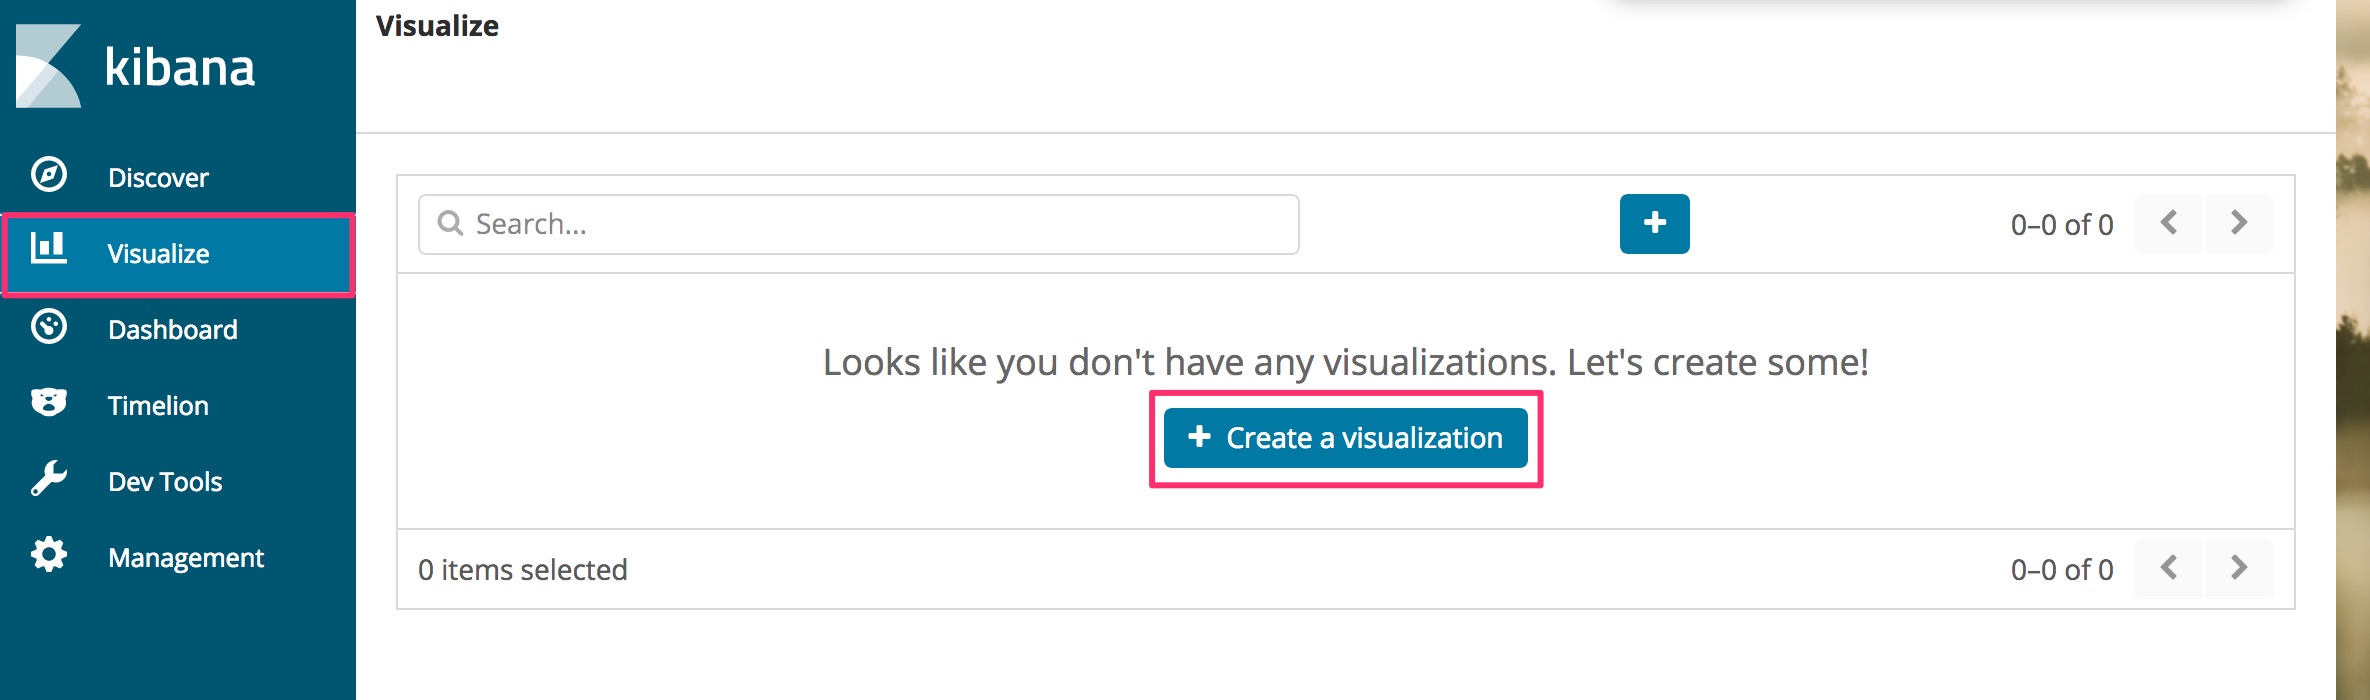 kibana
Discover
Visualize
Dashboard
Timelion
Dev Tools
Management
Visualize
Search...
0–0 of 0
Looks like you don't have any visualizations. Let's create some!
Create a visualization
0 items selected
0–0 of 0